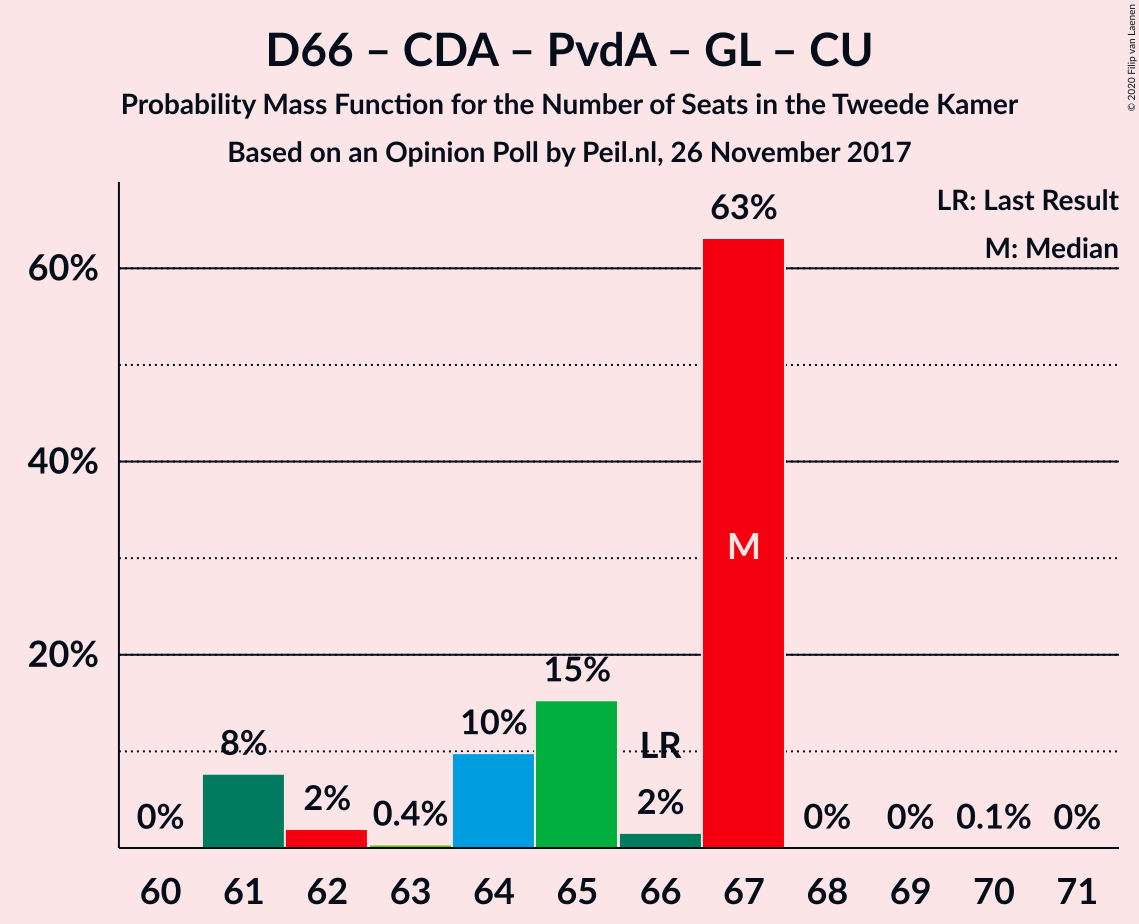 D66 – CDA – PvdA – GL – CU
Probability Mass Function for the Number of Seats in the Tweede Kamer
Based on an Opinion Poll by Peil.nl, 26 November 2017
© 2020 Filip van Laenen
LR: Last Result
M: Median
60%
40%
20%
0%
8%
2%
0.4%
10%
15%
LR
2%
63%
M
0%
0%
0.1%
0%
60 61 62 63 64 65 66 67 68 69 70 71